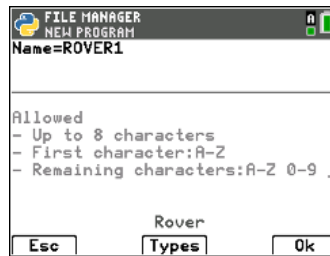 FILE MANAGER
A
NEW PROGRAM
Name=ROVER1
Allowed
- Up to 8 characters
- First character:A-Z
- Remaining characters:A-Z 0-9 _
Rover
Esc Types Ok